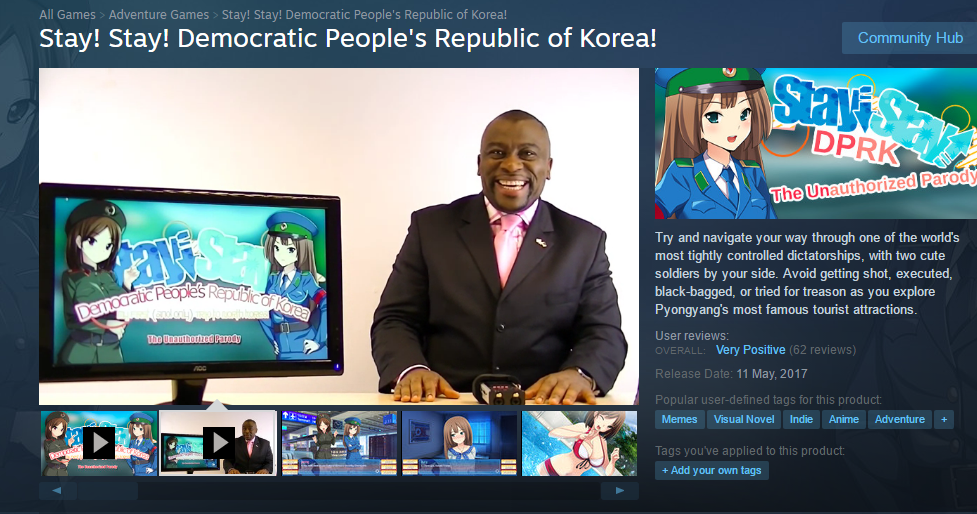 All Games > Adventure Games > Stay! Stay! Democratic People's Republic of Korea!
Stay! Stay! Democratic People's Republic of Korea!
Community Hub
Stay! Stay!
Democratic People's Republic of Korea
The Unauthorized Parody
AOC
Stay! Stay!
DPRK
The Unauthorized Parody
Try and navigate your way through one of the world's
most tightly controlled dictatorships, with two cute
soldiers by your side. Avoid getting shot, executed,
black-bagged, or tried for treason as you explore
Pyongyang's most famous tourist attractions.
User reviews:
OVERALL: Very Positive (62 reviews)
Release Date: 11 May, 2017
Popular user-defined tags for this product:
Memes Visual Novel Indie Anime Adventure +
Tags you've applied to this product:
+ Add your own tags